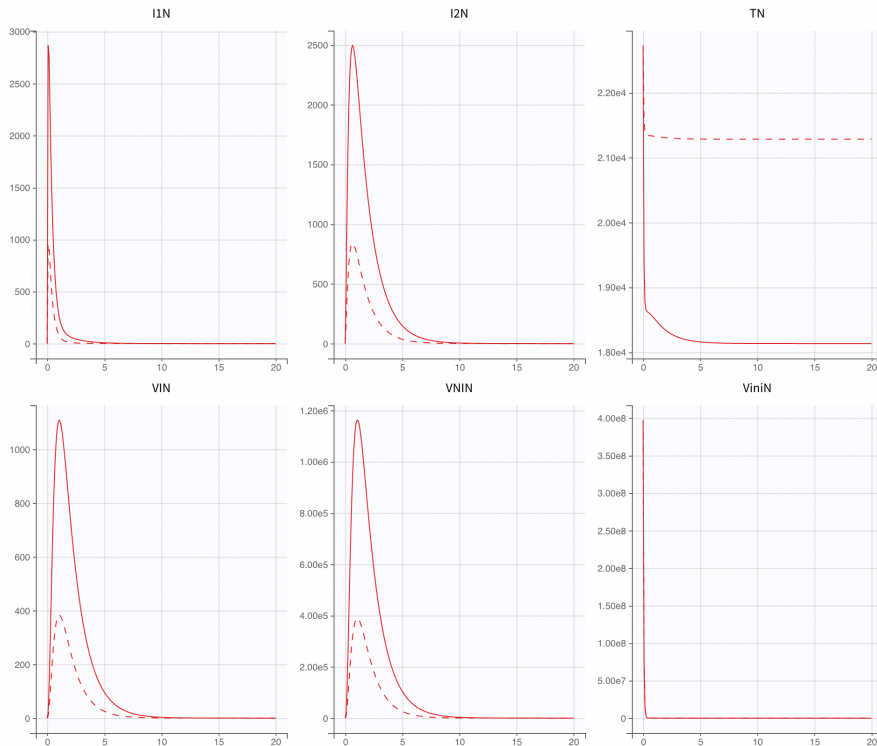 I1N
3000
2500
2000
1500
1000
500
0
0 5 10 15 20
I2N
2500
2000
1500
1000
500
0
0 5 10 15 20
TN
2.20e4
2.10e4
2.00e4
1.90e4
1.80e4
0 5 10 15 20
VIN
1000
800
600
400
200
0
0 5 10 15 20
VNIN
1.20e6
1.00e6
8.00e5
6.00e5
4.00e5
2.00e5
0
0 5 10 15 20
ViniN
4.00e8
3.50e8
3.00e8
2.50e8
2.00e8
1.50e8
1.00e8
5.00e7
0
0 5 10 15 20